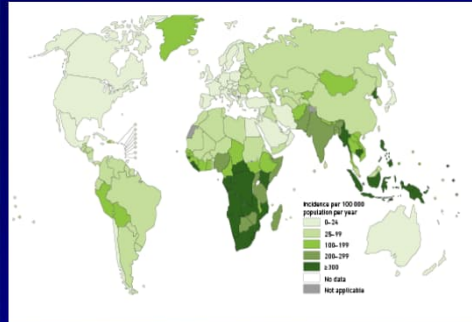 Incidence per 100 000
population per year
0–24
25–99
100–199
200–299
≥300
No data
Not applicable